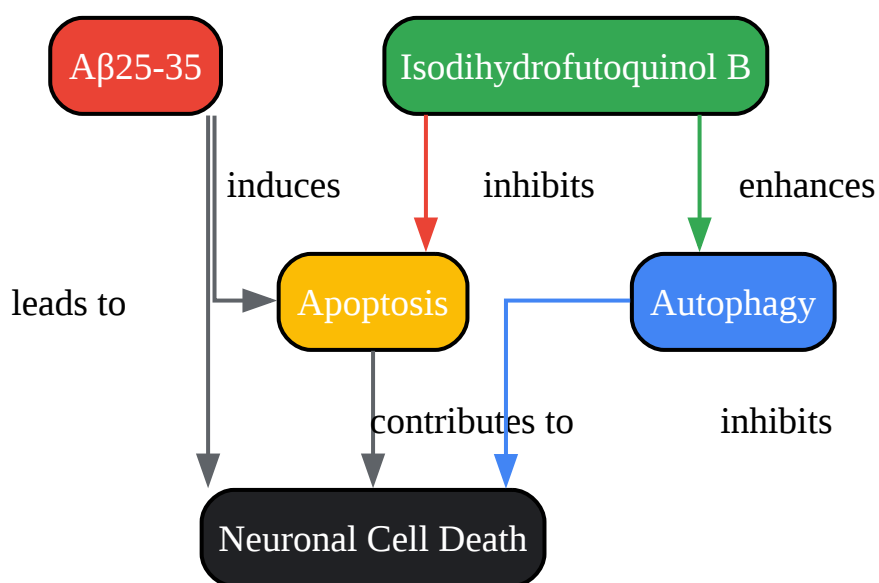 Aβ25-35
Isodihydrofutoquinol B
induces
inhibits
enhances
leads to
Apoptosis
Autophagy
contributes to
inhibits
Neuronal Cell Death